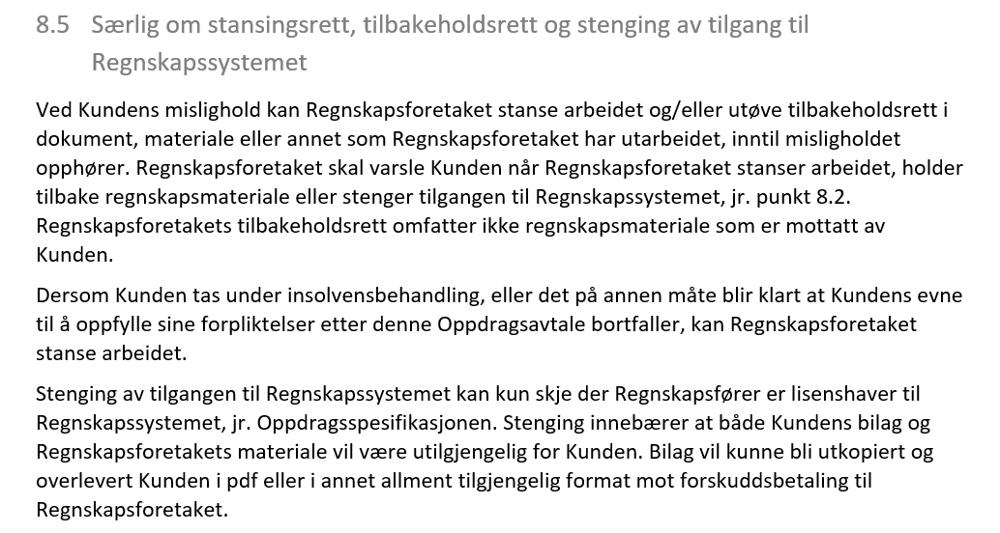 8.5 Særlig om stansingsrett, tilbakeholdsrett og stenging av tilgang til
Regnskapssystemet
Ved Kundens mislighold kan Regnskapsforetaket stanse arbeidet og/eller utøve tilbakeholdsrett i
dokument, materiale eller annet som Regnskapsforetaket har utarbeidet, inntil misligholdet
opphører. Regnskapsforetaket skal varsle Kunden når Regnskapsforetaket stanser arbeidet, holder
tilbake regnskapsmateriale eller stenger tilgangen til Regnskapssystemet, jr. punkt 8.2.
Regnskapsforetakets tilbakeholdsrett omfatter ikke regnskapsmateriale som er mottatt av
Kunden.
Dersom Kunden tas under insolvensbehandling, eller det på annen måte blir klart at Kundens evne
til å oppfylle sine forpliktelser etter denne Oppdragsavtale bortfaller, kan Regnskapsforetaket
stanse arbeidet.
Stenging av tilgangen til Regnskapssystemet kan kun skje der Regnskapsfører er lisenshaver til
Regnskapssystemet, jr. Oppdragsspesifikasjonen. Stenging innebærer at både Kundens bilag og
Regnskapsforetakets materiale vil være utilgjengelig for Kunden. Bilag vil kunne bli utkopiert og
overlevert Kunden i pdf eller i annet allment tilgjengelig format mot forskuddsbetaling til
Regnskapsforetaket.